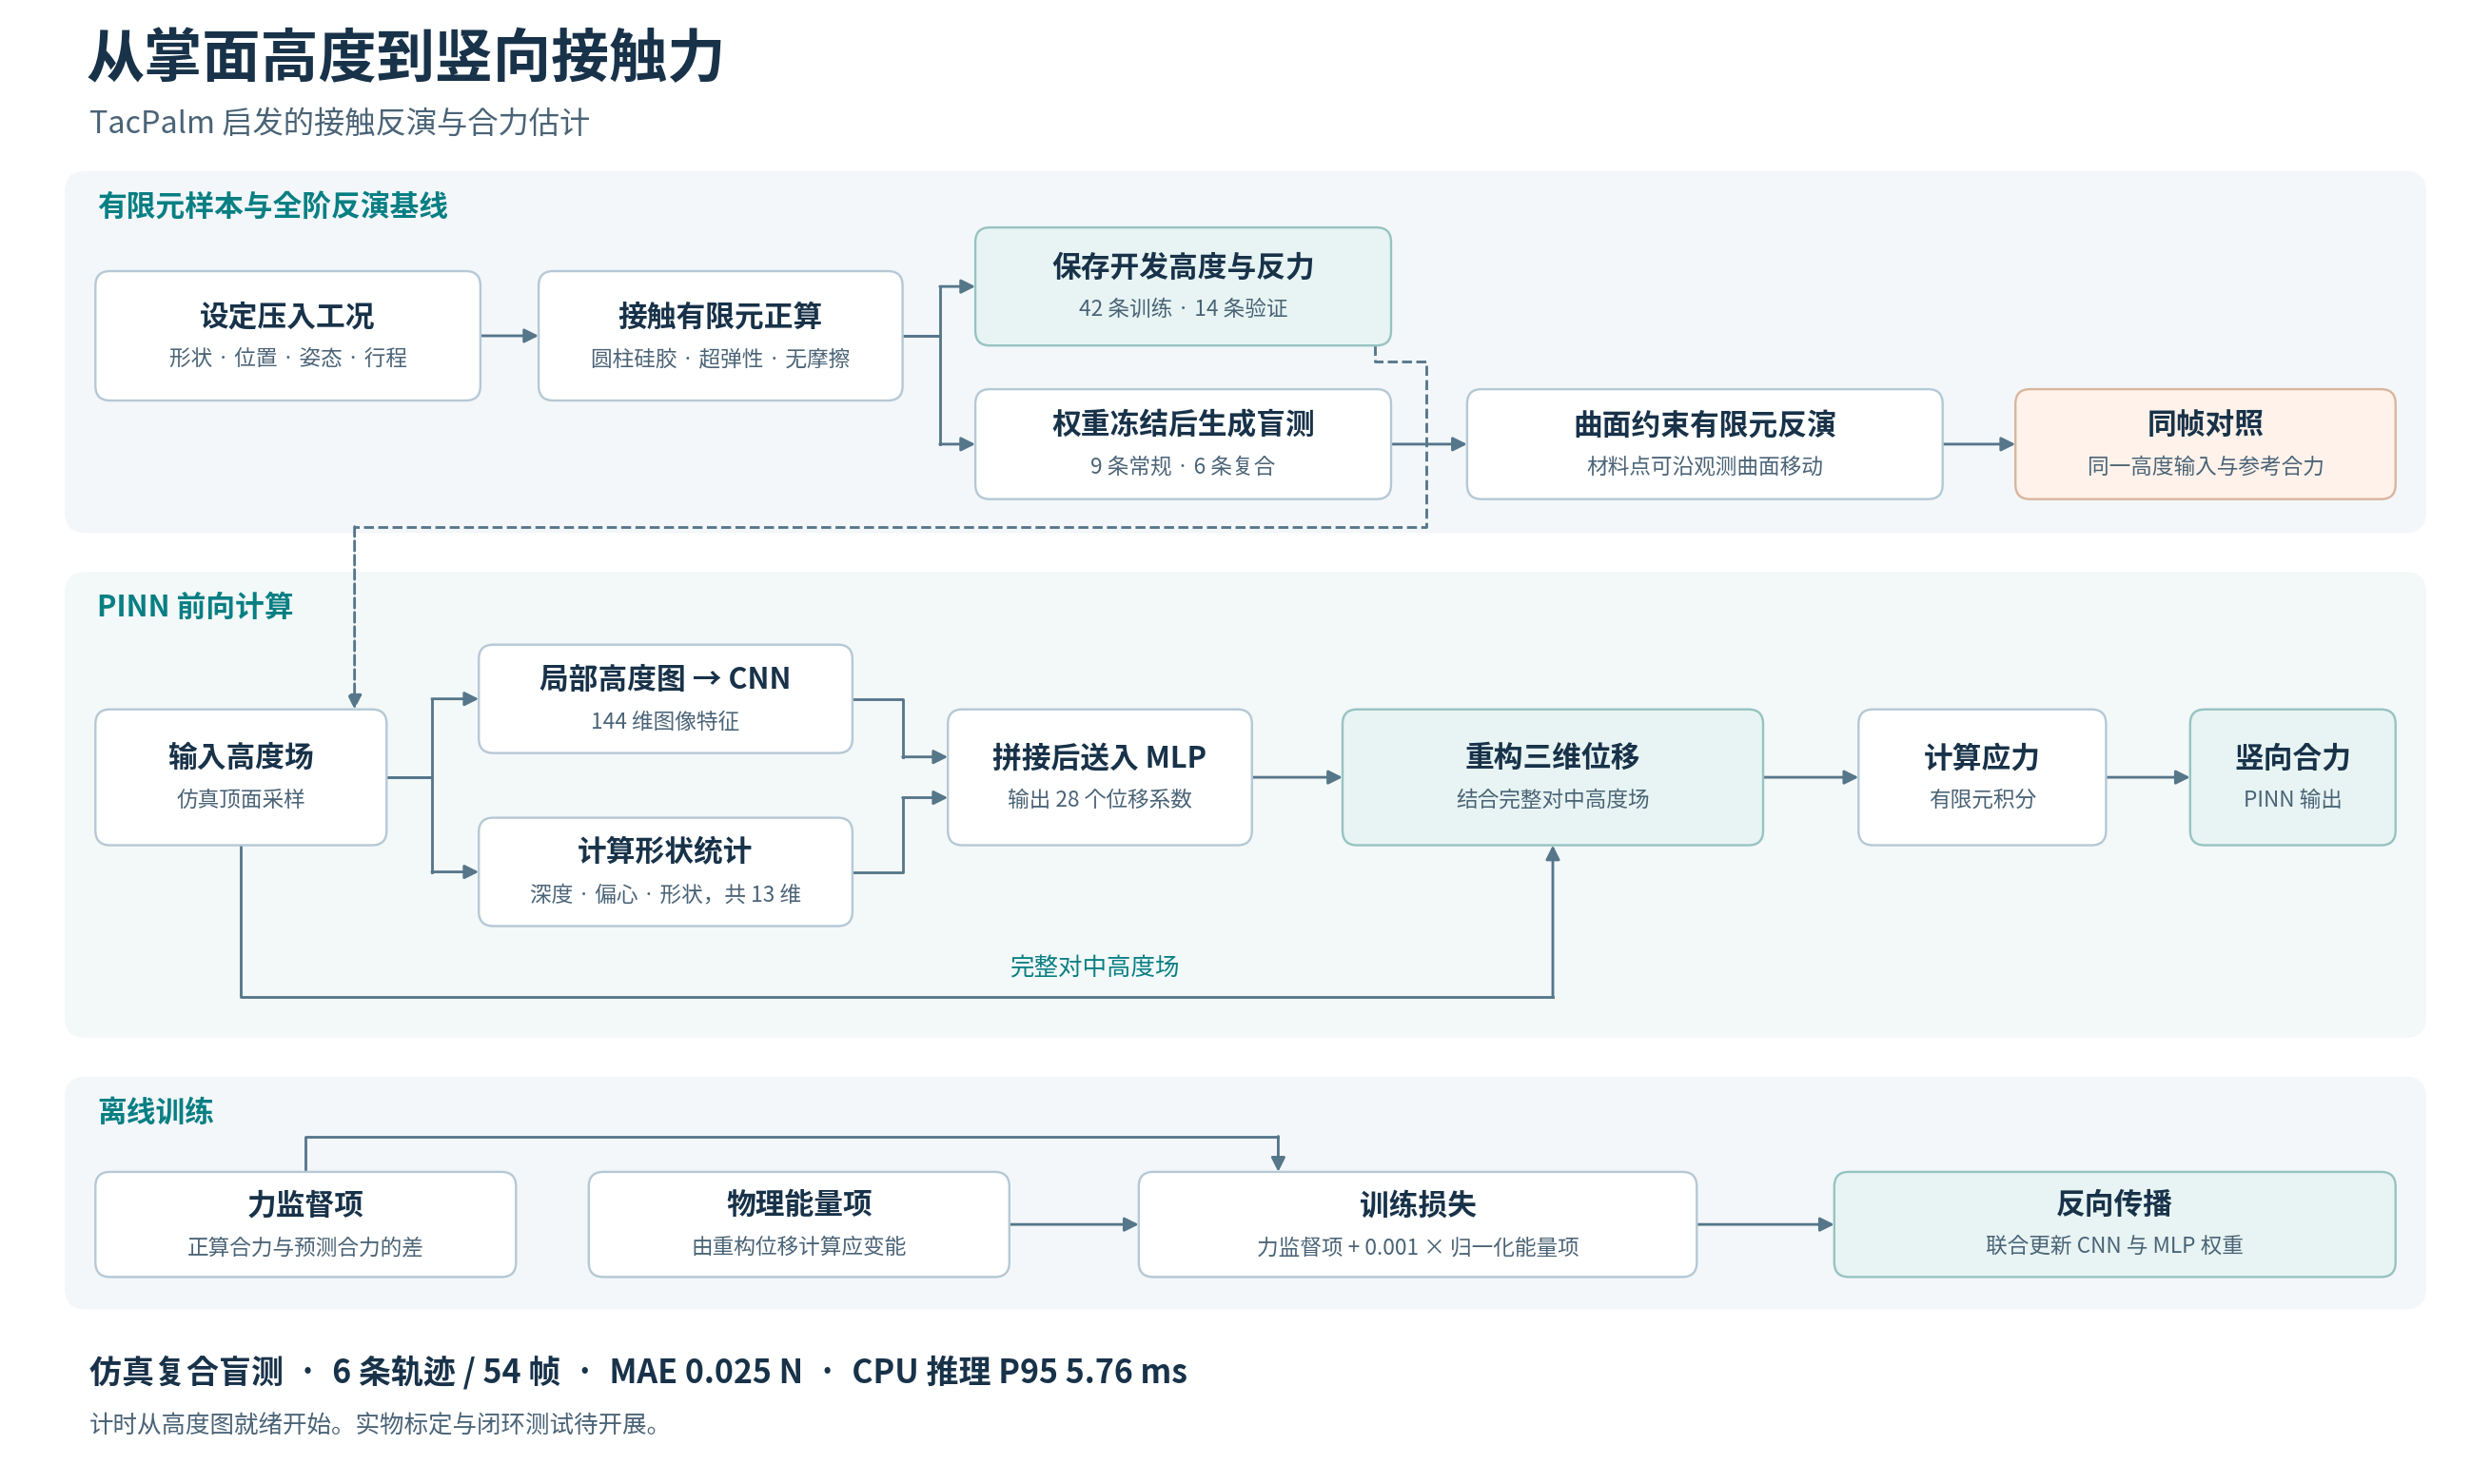 从掌面高度到竖向接触力
TacPalm 启发的接触反演与合力估计
有限元样本与全阶反演基线
设定压入工况
形状 · 位置 · 姿态 · 行程
接触有限元正算
圆柱硅胶 · 超弹性 · 无摩擦
保存开发高度与反力
42 条训练 · 14 条验证
权重冻结后生成盲测
9 条常规 · 6 条复合
曲面约束有限元反演
材料点可沿观测曲面移动
同帧对照
同一高度输入与参考合力
PINN 前向计算
输入高度场
仿真顶面采样
局部高度图 → CNN
144 维图像特征
计算形状统计
深度 · 偏心 · 形状，共 13 维
拼接后送入 MLP
输出 28 个位移系数
重构三维位移
结合完整对中高度场
计算应力
有限元积分
竖向合力
PINN 输出
完整对中高度场
离线训练
力监督项
正算合力与预测合力的差
物理能量项
由重构位移计算应变能
训练损失
力监督项 + 0.001 × 归一化能量项
反向传播
联合更新 CNN 与 MLP 权重
仿真复合盲测 · 6 条轨迹 / 54 帧 · MAE 0.025 N · CPU 推理 P95 5.76 ms
计时从高度图就绪开始。实物标定与闭环测试待开展。